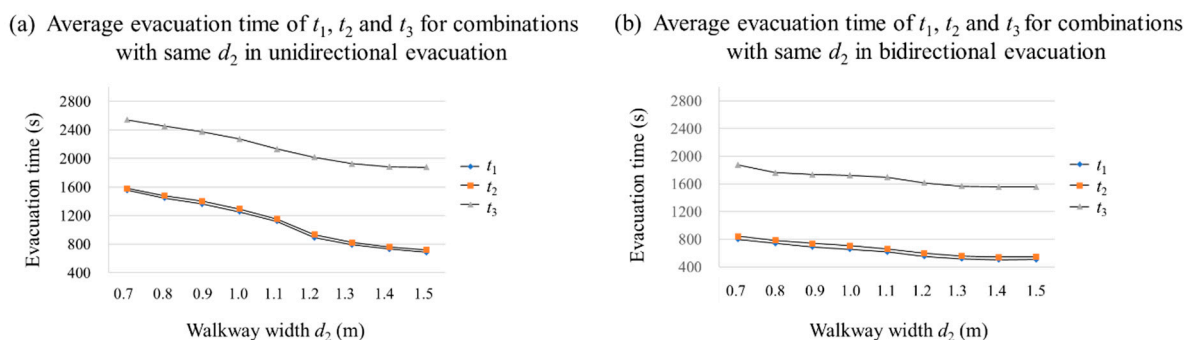 (a) Average evacuation time of t₁, t₂ and t₃ for combinations
with same d₂ in unidirectional evacuation
Evacuation time (s)
2800
2400
2000
1600
1200
800
400
0.7 0.8 0.9 1.0 1.1 1.2 1.3 1.4 1.5
Walkway width d₂ (m)
t₁
t₂
t₃
(b) Average evacuation time of t₁, t₂ and t₃ for combinations
with same d₂ in bidirectional evacuation
Evacuation time (s)
2800
2400
2000
1600
1200
800
400
0.7 0.8 0.9 1.0 1.1 1.2 1.3 1.4 1.5
Walkway width d₂ (m)
t₁
t₂
t₃